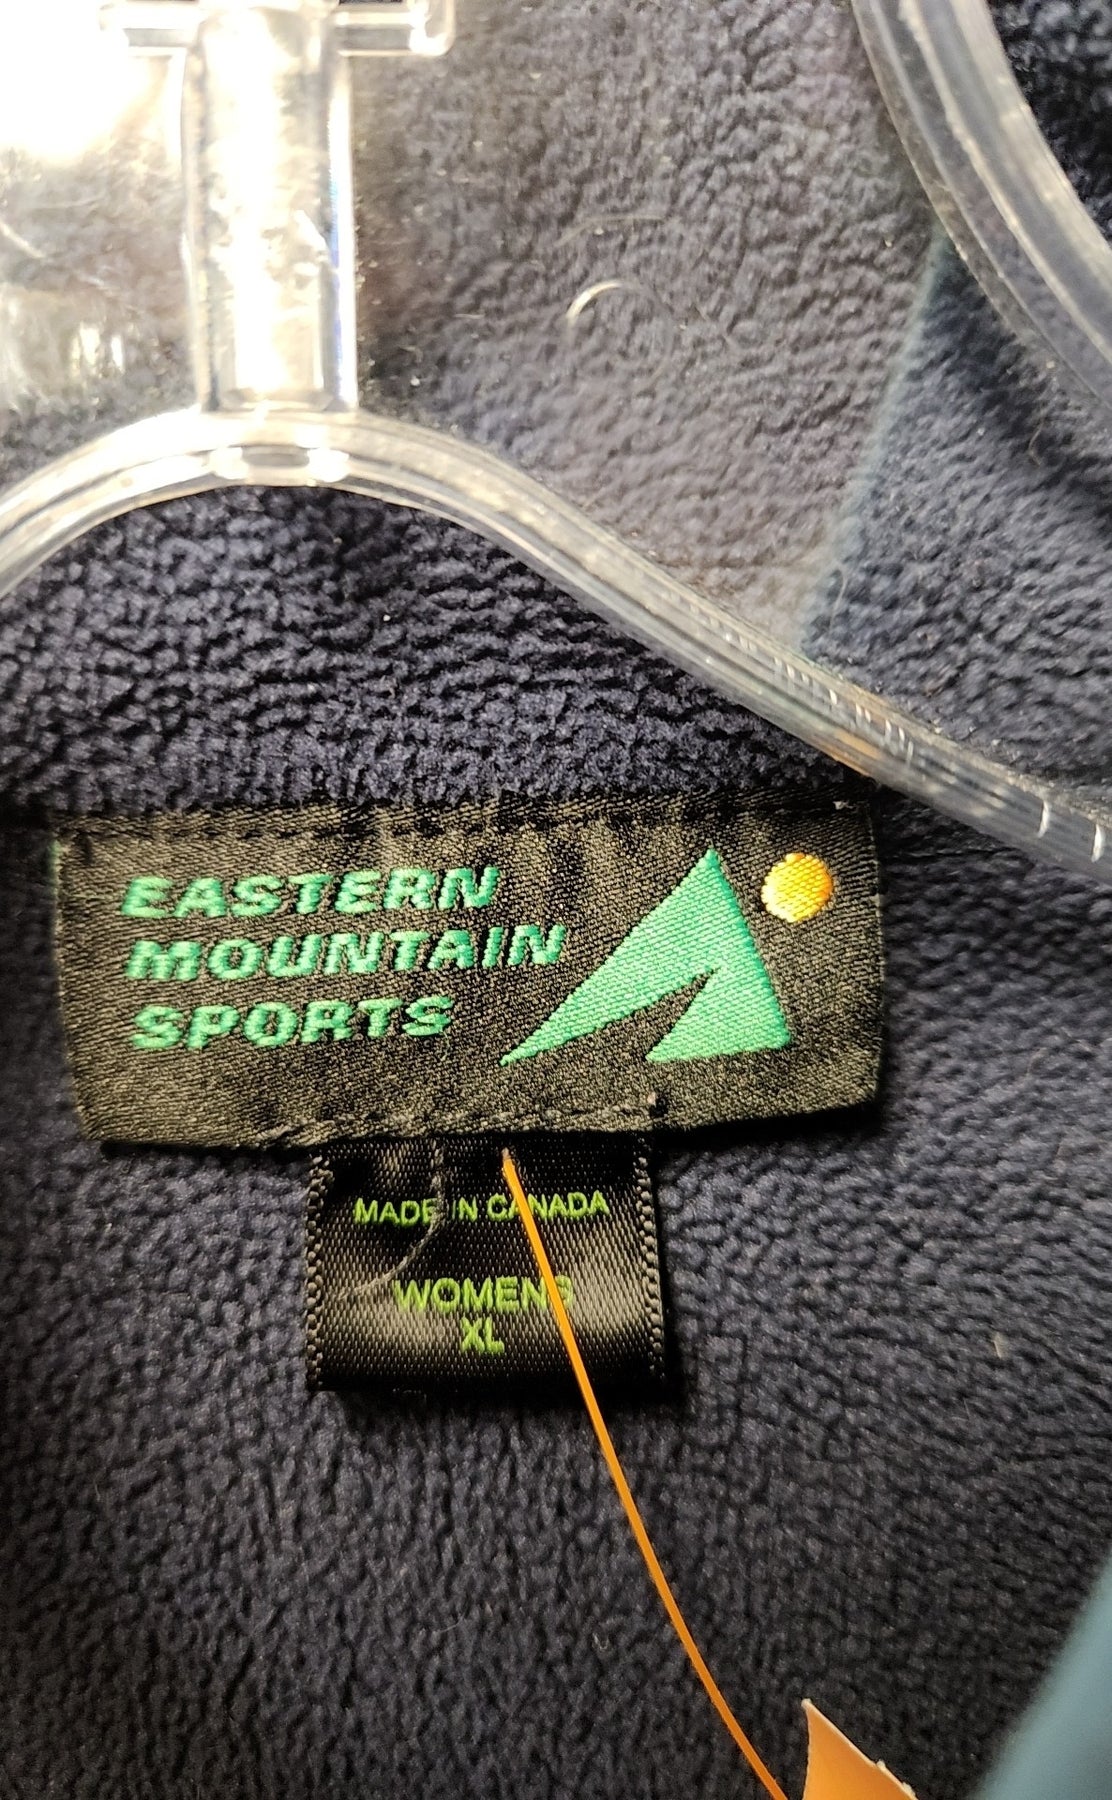 EASTERN
MOUNTAIN
SPORTS
MADE IN CANADA
WOMENS
XL